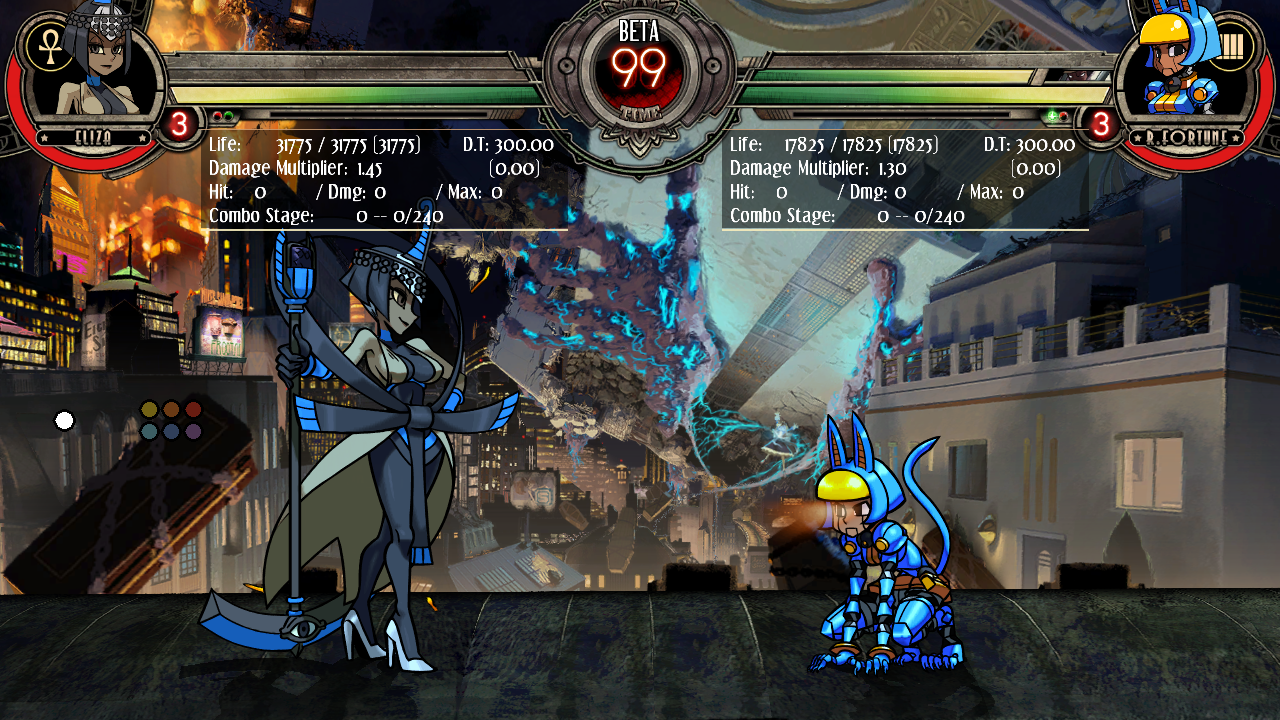 BETA
99
TIME
ELIZA
3
3
R.FORTUNE
Life: 31775 / 31775 (31775) D.T: 300.00
Damage Multiplier: 1.45 (0.00)
Hit: 0 / Dmg: 0 / Max: 0
Combo Stage: 0 -- 0/240
Life: 17825 / 17825 (17825) D.T: 300.00
Damage Multiplier: 1.30 (0.00)
Hit: 0 / Dmg: 0 / Max: 0
Combo Stage: 0 -- 0/240